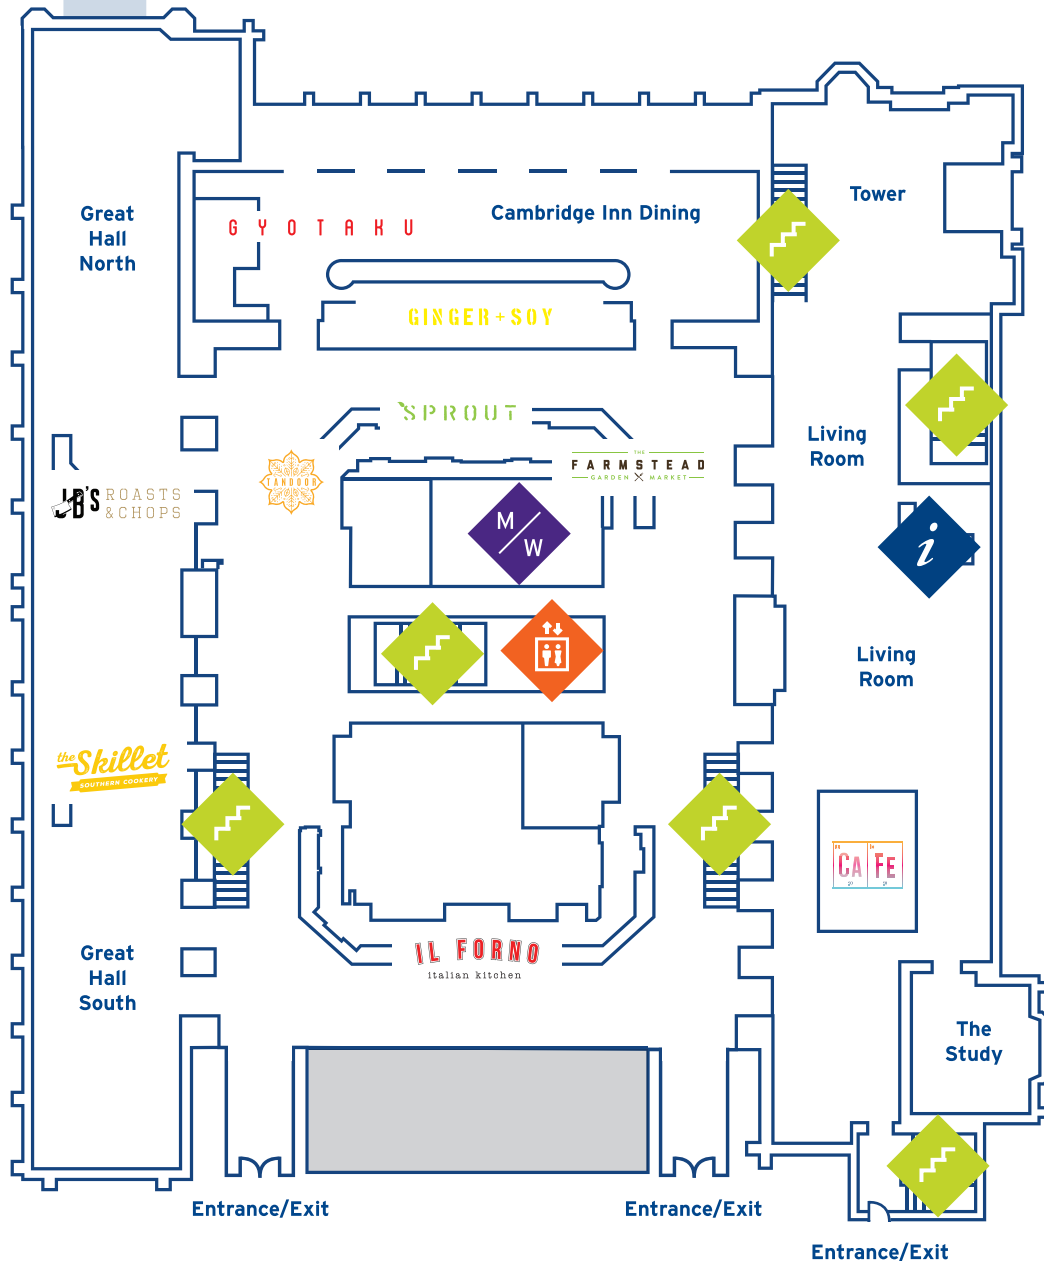 Great
Hall
North
GYOTAKU
Cambridge Inn Dining
Tower
GINGER+SOY
SPROUT
Living
Room
THE
FARMSTEAD
GARDEN MARKET
TANDOOR
JB'S ROASTS
& CHOPS
M
W
i
Living
Room
the Skillet
SOUTHERN COOKERY
CA FE
IL FORNO
italian kitchen
Great
Hall
South
The
Study
Entrance/Exit
Entrance/Exit
Entrance/Exit